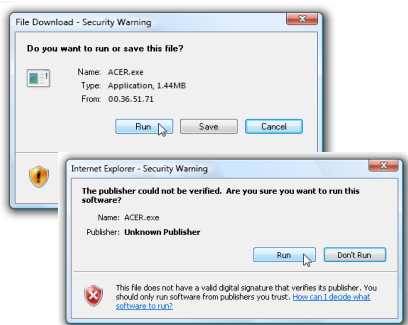 File Download - Security Warning
Do you want to run or save this file?
Name: ACER.exe
Type: Application, 1.44MB
From: 00.36.51.71
Run Save Cancel
Internet Explorer - Security Warning
The publisher could not be verified. Are you sure you want to run this
software?
Name: ACER.exe
Publisher: Unknown Publisher
Run Don't Run
This file does not have a valid digital signature that verifies its publisher. You
should only run software from publishers you trust. How can I decide what
software to run?